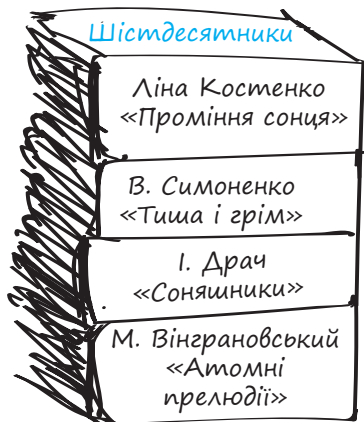 Шістдесятники
Ліна Костенко
«Проміння сонця»
В. Симоненко
«Тиша і грім»
І. Драч
«Соняшники»
М. Вінграновський
«Атомні
прелюдії»